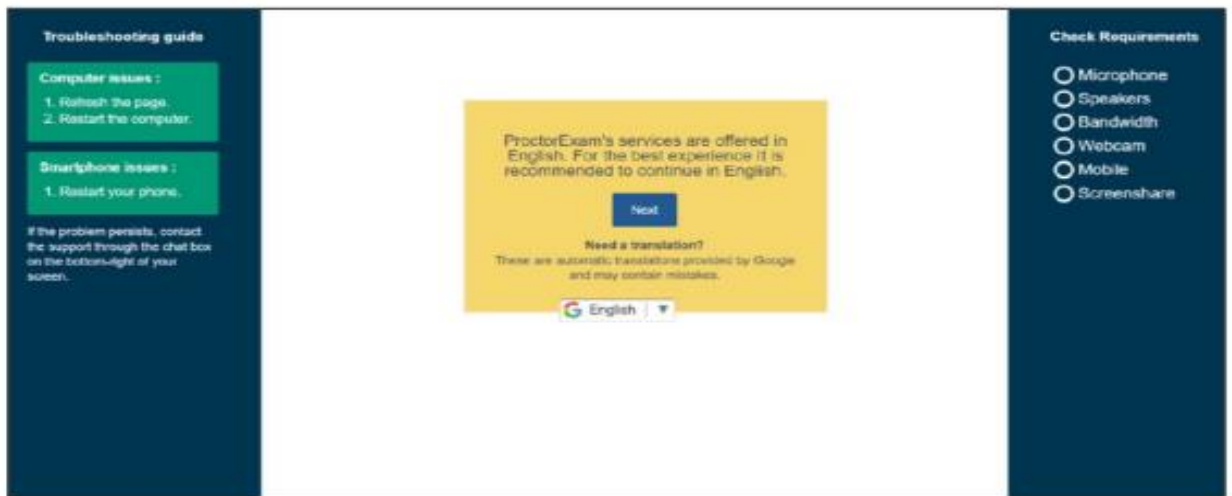 Troubleshooting guide
Computer issues :
1. Refresh the page.
2. Restart the computer.
Smartphone issues :
1. Restart your phone.
If the problem persists, contact
the support through the chat box
on the bottom-right of your
screen.
ProctorExam's services are offered in
English. For the best experience it is
recommended to continue in English.
Next
Need a translation?
These are automatic translations provided by Google
and may contain mistakes.
G English ▼
Check Requirements
Microphone
Speakers
Bandwidth
Webcam
Mobile
Screenshare